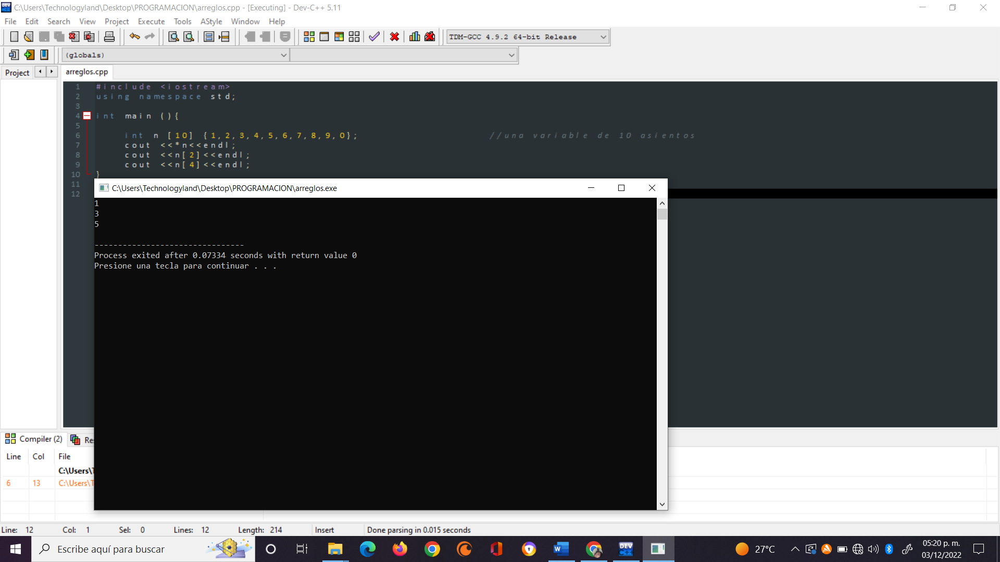 C:\Users\Technologyland\Desktop\PROGRAMACION\arreglos.cpp - [Executing] - Dev-C++ 5.11
File Edit Search View Project Execute Tools AStyle Window Help
TDM-GCC 4.9.2 64-bit Release
(globals)
Project
arreglos.cpp
1 #include <iostream>
2 using namespace std;
3
4 int main (){
5
6 int n [10] {1,2,3,4,5,6,7,8,9,0}; //una variable de 10 asientos
7 cout <<*n<<endl;
8 cout <<n[2]<<endl;
9 cout <<n[4]<<endl;
10 }
11
12
C:\Users\Technologyland\Desktop\PROGRAMACION\arreglos.exe
1
3
5
--------------------------------
Process exited after 0.07334 seconds with return value 0
Presione una tecla para continuar . . .
Compiler (2) Re
Line Col File
C:\Users\T
6 13 C:\Users\T
Line: 12 Col: 1 Sel: 0 Lines: 12 Length: 214 Insert Done parsing in 0.015 seconds
Escribe aquí para buscar
W
DEV
C++
27°C
05:20 p. m.
03/12/2022